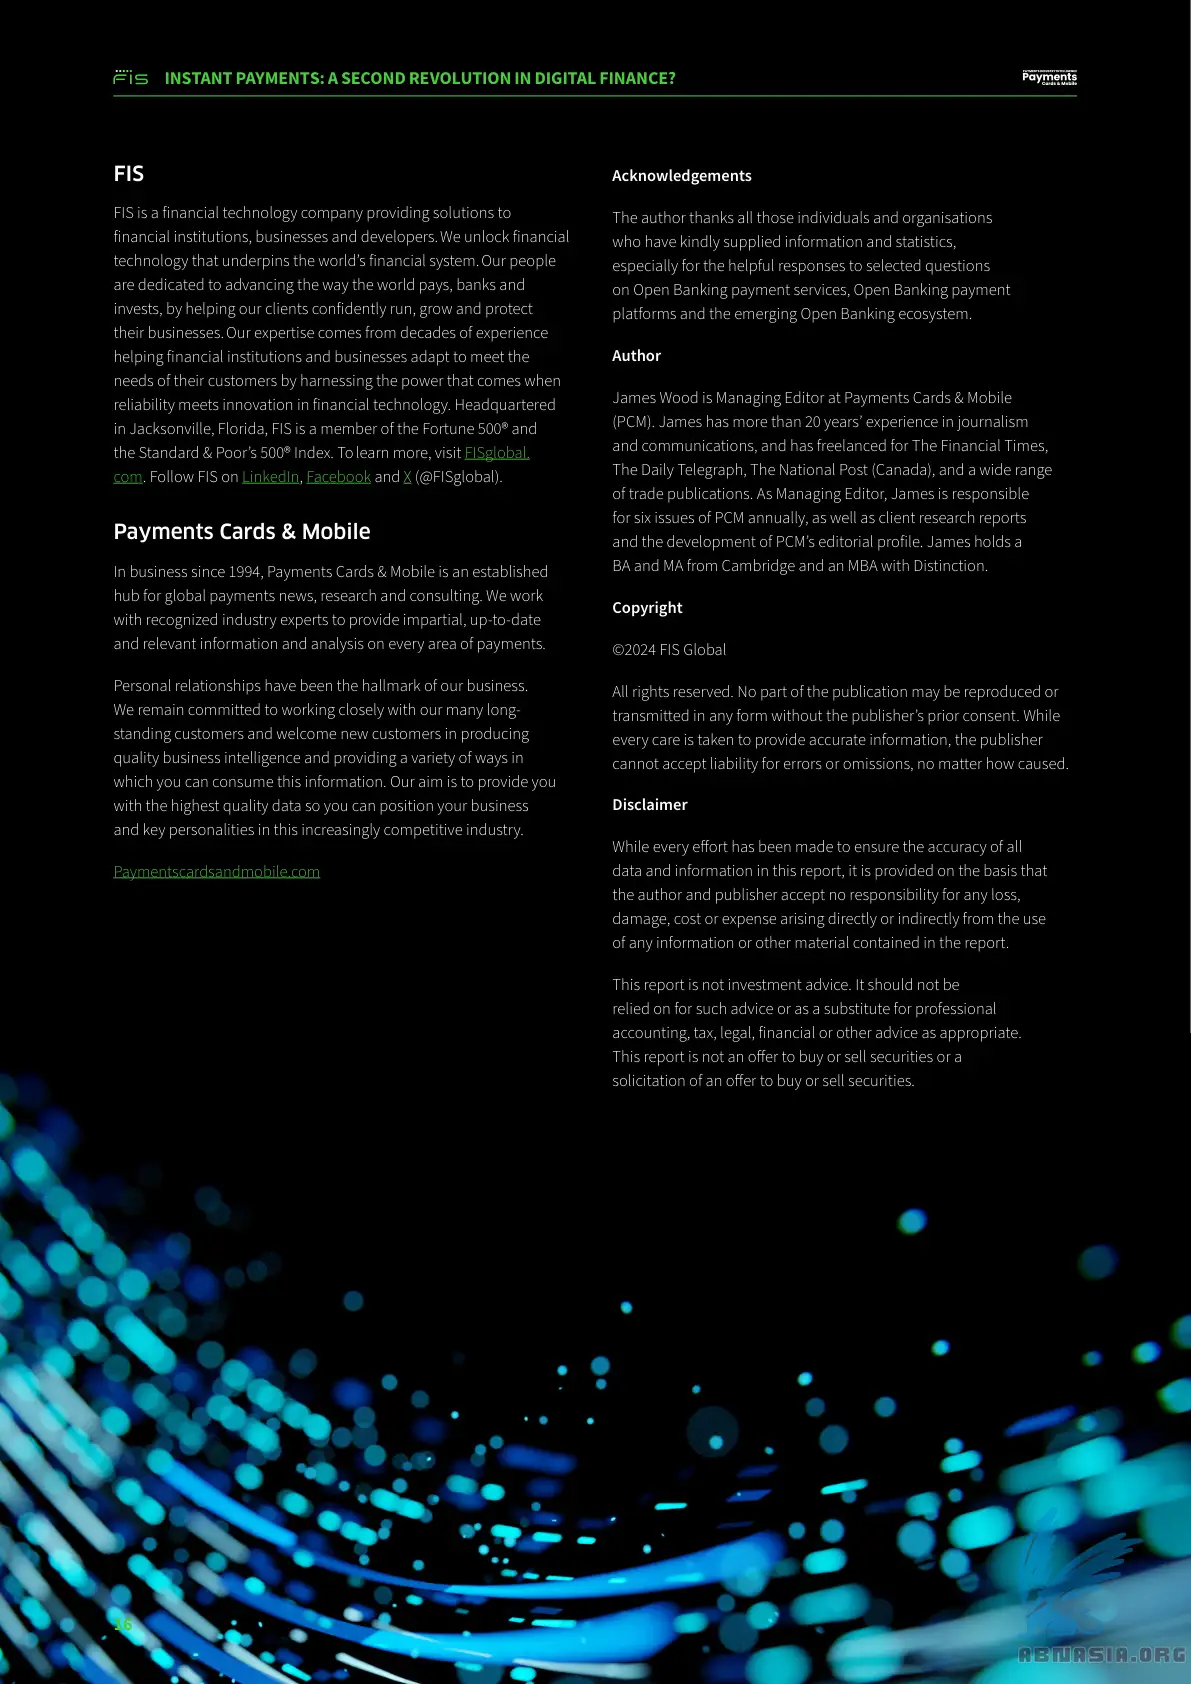 FIS INSTANT PAYMENTS: A SECOND REVOLUTION IN DIGITAL FINANCE?
Payments
Cards & Mobile
FIS
FIS is a financial technology company providing solutions to
financial institutions, businesses and developers. We unlock financial
technology that underpins the world’s financial system. Our people
are dedicated to advancing the way the world pays, banks and
invests, by helping our clients confidently run, grow and protect
their businesses. Our expertise comes from decades of experience
helping financial institutions and businesses adapt to meet the
needs of their customers by harnessing the power that comes when
reliability meets innovation in financial technology. Headquartered
in Jacksonville, Florida, FIS is a member of the Fortune 500® and
the Standard & Poor’s 500® Index. To learn more, visit FISglobal.
com. Follow FIS on LinkedIn, Facebook and X (@FISglobal).
Payments Cards & Mobile
In business since 1994, Payments Cards & Mobile is an established
hub for global payments news, research and consulting. We work
with recognized industry experts to provide impartial, up-to-date
and relevant information and analysis on every area of payments.
Personal relationships have been the hallmark of our business.
We remain committed to working closely with our many long-
standing customers and welcome new customers in producing
quality business intelligence and providing a variety of ways in
which you can consume this information. Our aim is to provide you
with the highest quality data so you can position your business
and key personalities in this increasingly competitive industry.
Paymentscardsandmobile.com
Acknowledgements
The author thanks all those individuals and organisations
who have kindly supplied information and statistics,
especially for the helpful responses to selected questions
on Open Banking payment services, Open Banking payment
platforms and the emerging Open Banking ecosystem.
Author
James Wood is Managing Editor at Payments Cards & Mobile
(PCM). James has more than 20 years’ experience in journalism
and communications, and has freelanced for The Financial Times,
The Daily Telegraph, The National Post (Canada), and a wide range
of trade publications. As Managing Editor, James is responsible
for six issues of PCM annually, as well as client research reports
and the development of PCM’s editorial profile. James holds a
BA and MA from Cambridge and an MBA with Distinction.
Copyright
©2024 FIS Global
All rights reserved. No part of the publication may be reproduced or
transmitted in any form without the publisher’s prior consent. While
every care is taken to provide accurate information, the publisher
cannot accept liability for errors or omissions, no matter how caused.
Disclaimer
While every effort has been made to ensure the accuracy of all
data and information in this report, it is provided on the basis that
the author and publisher accept no responsibility for any loss,
damage, cost or expense arising directly or indirectly from the use
of any information or other material contained in the report.
This report is not investment advice. It should not be
relied on for such advice or as a substitute for professional
accounting, tax, legal, financial or other advice as appropriate.
This report is not an offer to buy or sell securities or a
solicitation of an offer to buy or sell securities.
16
ABNASIA.ORG